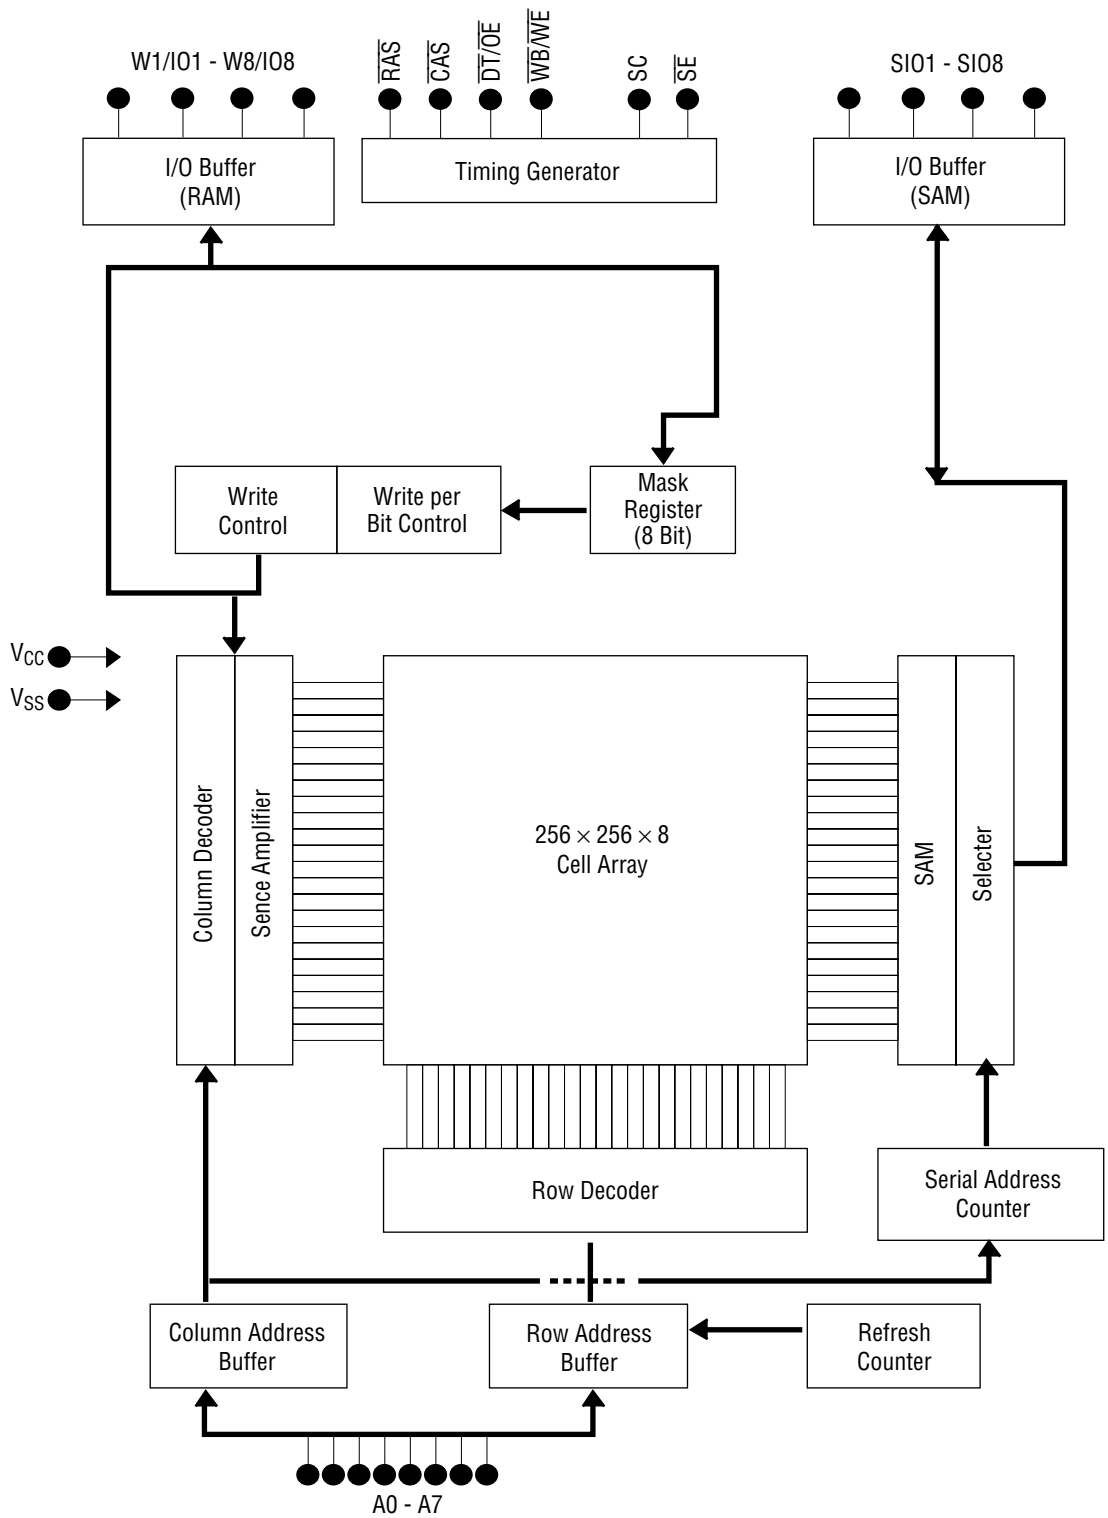 W1/IO1 - W8/IO8
RAS
CAS
DT/OE
WB/WE
SC
SE
SIO1 - SIO8
I/O Buffer
(RAM)
Timing Generator
I/O Buffer
(SAM)
Write
Control
Write per
Bit Control
Mask
Register
(8 Bit)
VCC
VSS
Column Decoder
Sence Amplifier
256 × 256 × 8
Cell Array
SAM
Selecter
Row Decoder
Serial Address
Counter
Column Address
Buffer
Row Address
Buffer
Refresh
Counter
A0 - A7